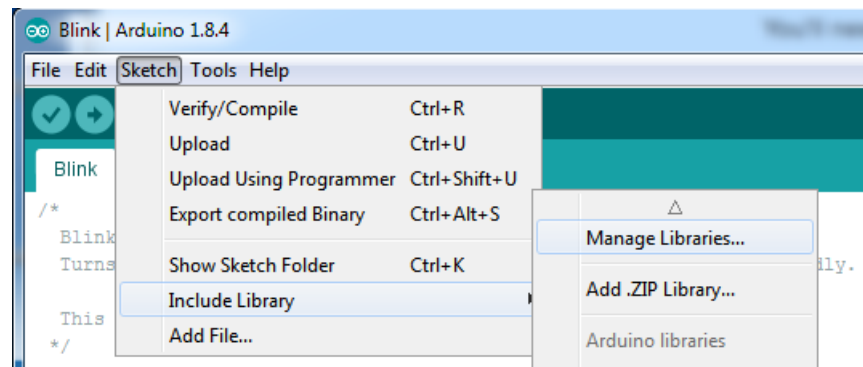 Blink | Arduino 1.8.4
File Edit Sketch Tools Help
Verify/Compile Ctrl+R
Upload Ctrl+U
Upload Using Programmer Ctrl+Shift+U
Export compiled Binary Ctrl+Alt+S
Show Sketch Folder Ctrl+K
Include Library
Add File...
Manage Libraries...
Add .ZIP Library...
Arduino libraries
Blink
/*
Blink
Turns
This
*/